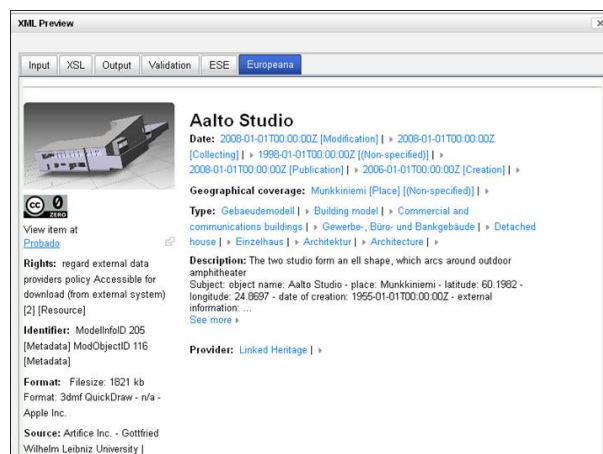 XML Preview
Input XSL Output Validation ESE Europeana
Aalto Studio
Date: 2008-01-01T00:00:00Z [Modification] | 2008-01-01T00:00:00Z
[Collecting] | 1998-01-01T00:00:00Z [(Non-specified)] |
2008-01-01T00:00:00Z [Publication] | 2006-01-01T00:00:00Z [Creation] |
Geographical coverage: Munkkiniemi [Place] [(Non-specified)] |
Type: Gebaeudemodell | Building model | Commercial and
communications buildings | Gewerbe-, Büro- und Bankgebäude | Detached
house | Einzelhaus | Architektur | Architecture |
Description: The two studio form an ell shape, which arcs around outdoor
amphitheater
Subject: object name: Aalto Studio - place: Munkkiniemi - latitude: 60.1982 -
longitude: 24.8697 - date of creation: 1955-01-01T00:00:00Z - external
information: ...
See more
Provider: Linked Heritage |
cc 0
ZERO
View item at
Probado
Rights: regard external data
providers policy Accessible for
download (from external system)
[2] [Resource]
Identifier: ModelInfoID 205
[Metadata] ModObjectID 116
[Metadata]
Format: Filesize: 1821 kb
Format: 3dmf QuickDraw - n/a -
Apple Inc.
Source: Artifice Inc. - Gottfried
Wilhelm Leibniz University |